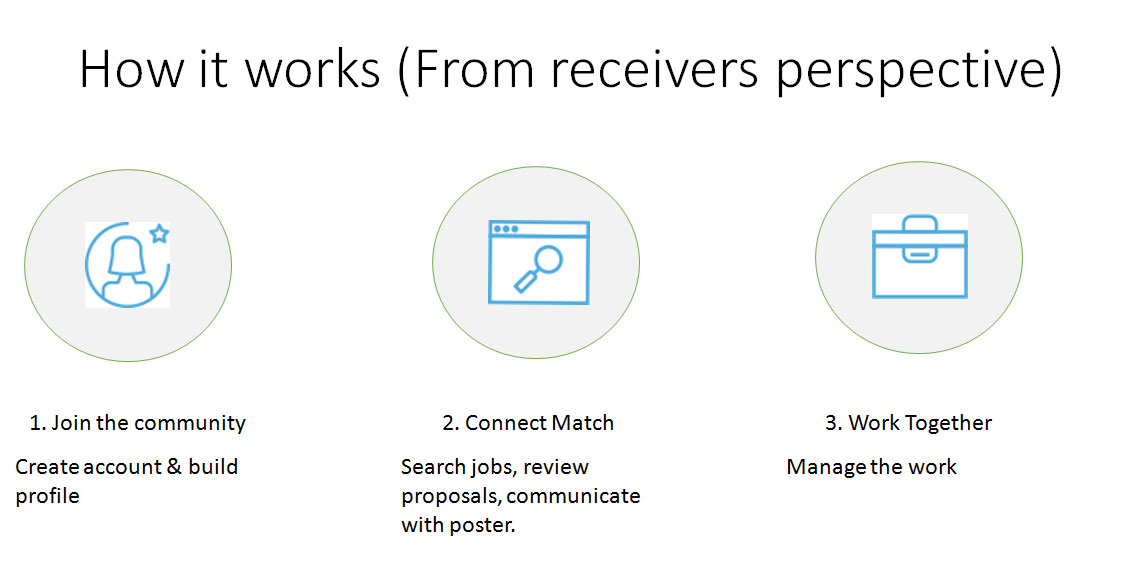 How it works (From receivers perspective)
1. Join the community
Create account & build
profile
2. Connect Match
Search jobs, review
proposals, communicate
with poster.
3. Work Together
Manage the work